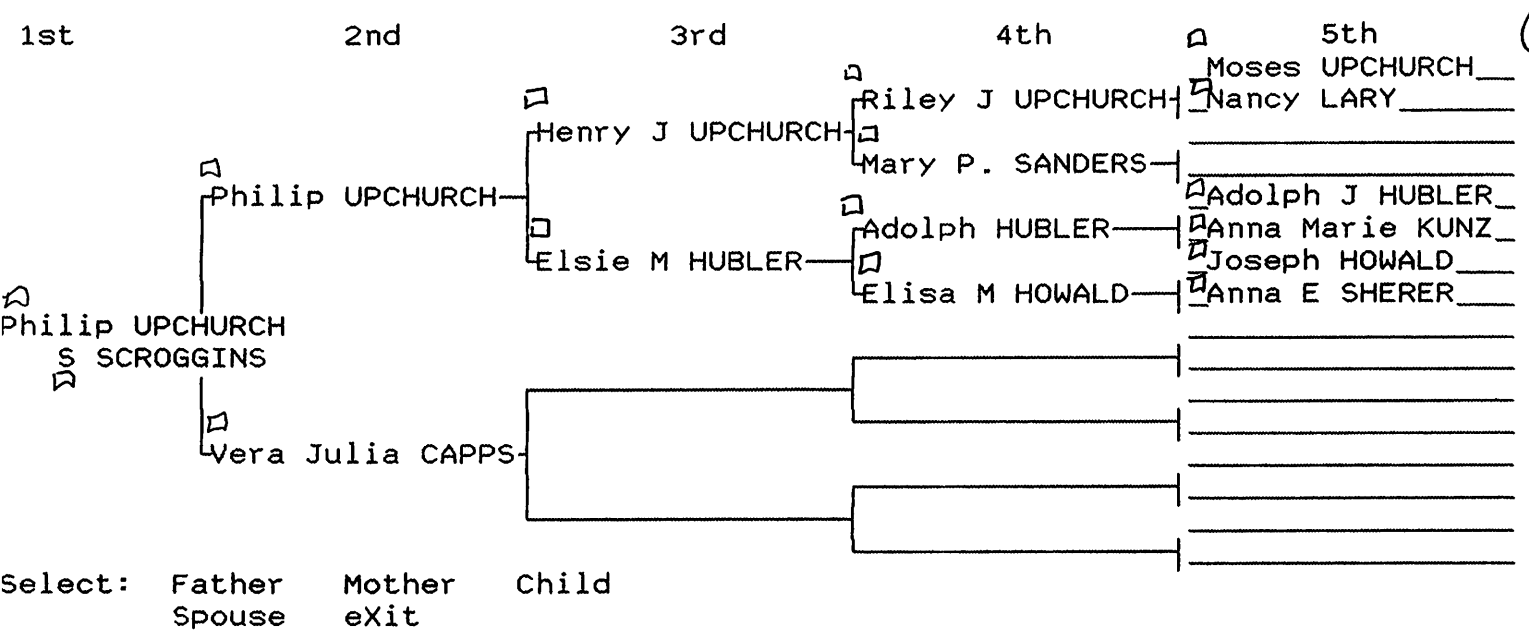 1st 2nd 3rd 4th 5th
Moses UPCHURCH
Riley J UPCHURCH Nancy LARY
Henry J UPCHURCH
Mary P. SANDERS
Philip UPCHURCH Adolph J HUBLER
Adolph HUBLER Anna Marie KUNZ
Elsie M HUBLER Joseph HOWALD
Elisa M HOWALD Anna E SHERER
Philip UPCHURCH
S SCROGGINS
Vera Julia CAPPS
Select: Father Mother Child
Spouse eXit